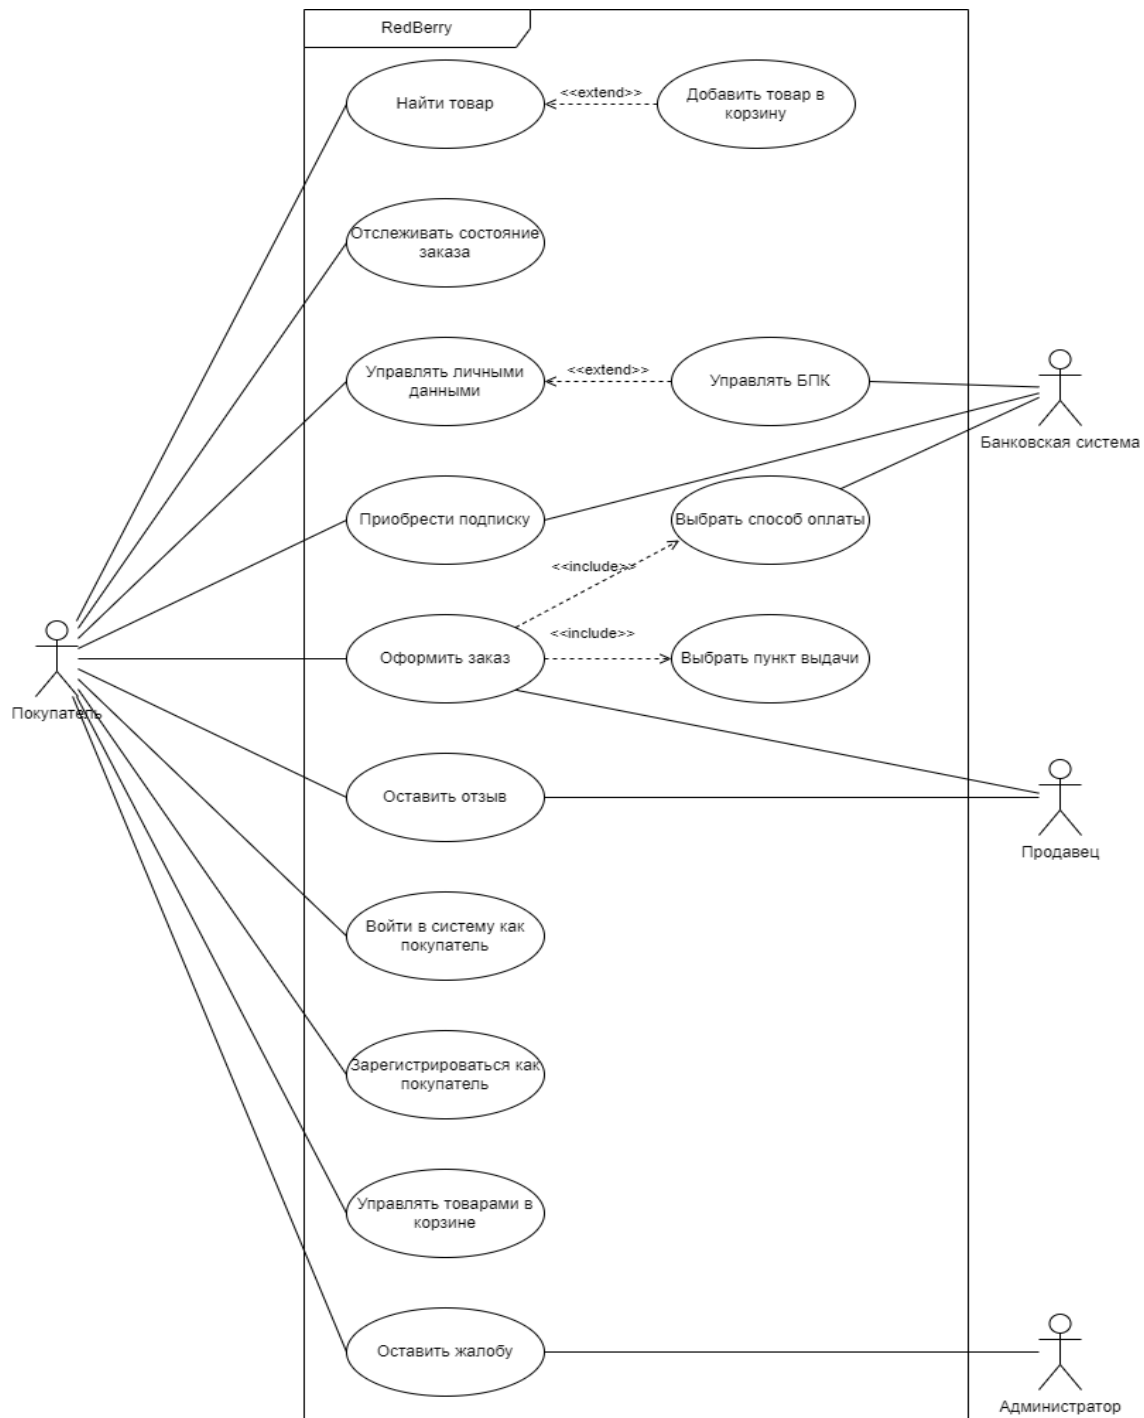 RedBerry
Найти товар
<<extend>>
Добавить товар в
корзину
Отслеживать состояние
заказа
Управлять личными
данными
<<extend>>
Управлять БПК
Банковская система
Приобрести подписку
Выбрать способ оплаты
<<include>>
Оформить заказ
<<include>>
Выбрать пункт выдачи
Покупатель
Оставить отзыв
Продавец
Войти в систему как
покупатель
Зарегистрироваться как
покупатель
Управлять товарами в
корзине
Оставить жалобу
Администратор